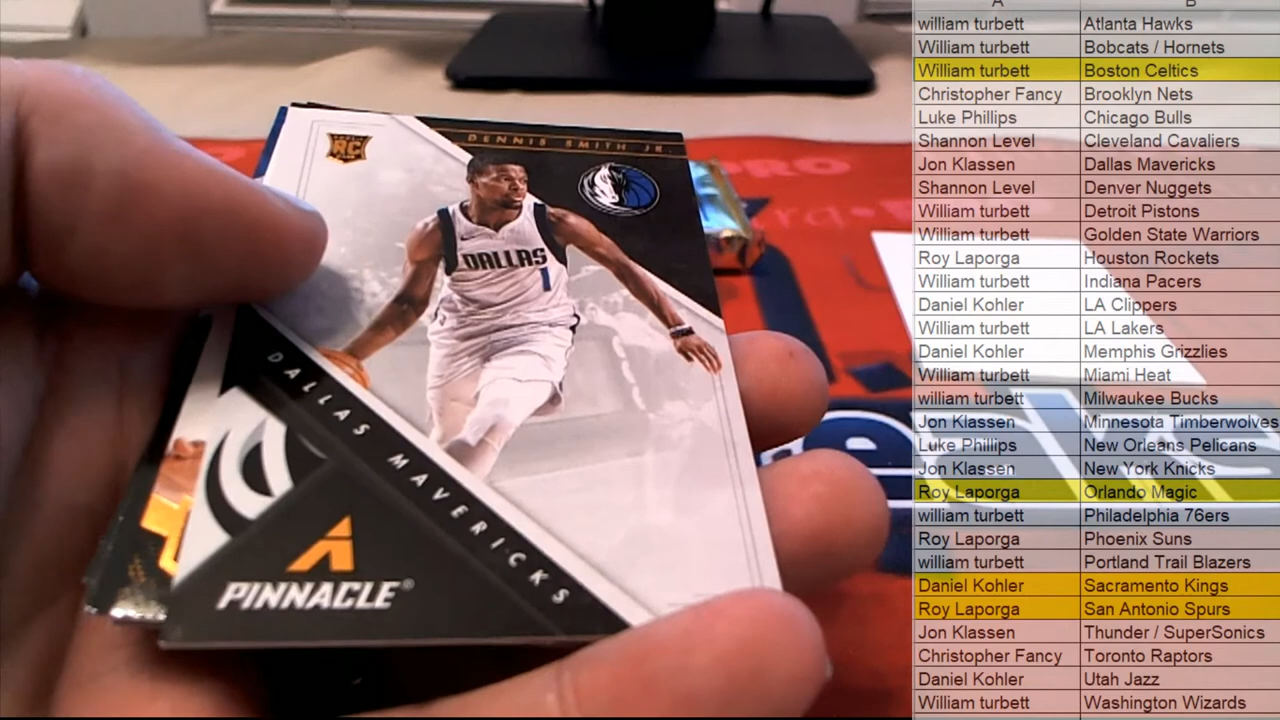 DENNIS SMITH JR.
RC
DALLAS
1
DALLAS MAVERICKS
PINNACLE®
PRO
A B
william turbett Atlanta Hawks
William turbett Bobcats / Hornets
William turbett Boston Celtics
Christopher Fancy Brooklyn Nets
Luke Phillips Chicago Bulls
Shannon Level Cleveland Cavaliers
Jon Klassen Dallas Mavericks
Shannon Level Denver Nuggets
William turbett Detroit Pistons
William turbett Golden State Warriors
Roy Laporga Houston Rockets
William turbett Indiana Pacers
Daniel Kohler LA Clippers
William turbett LA Lakers
Daniel Kohler Memphis Grizzlies
William turbett Miami Heat
william turbett Milwaukee Bucks
Jon Klassen Minnesota Timberwolves
Luke Phillips New Orleans Pelicans
Jon Klassen New York Knicks
Roy Laporga Orlando Magic
william turbett Philadelphia 76ers
Roy Laporga Phoenix Suns
william turbett Portland Trail Blazers
Daniel Kohler Sacramento Kings
Roy Laporga San Antonio Spurs
Jon Klassen Thunder / SuperSonics
Christopher Fancy Toronto Raptors
Daniel Kohler Utah Jazz
William turbett Washington Wizards